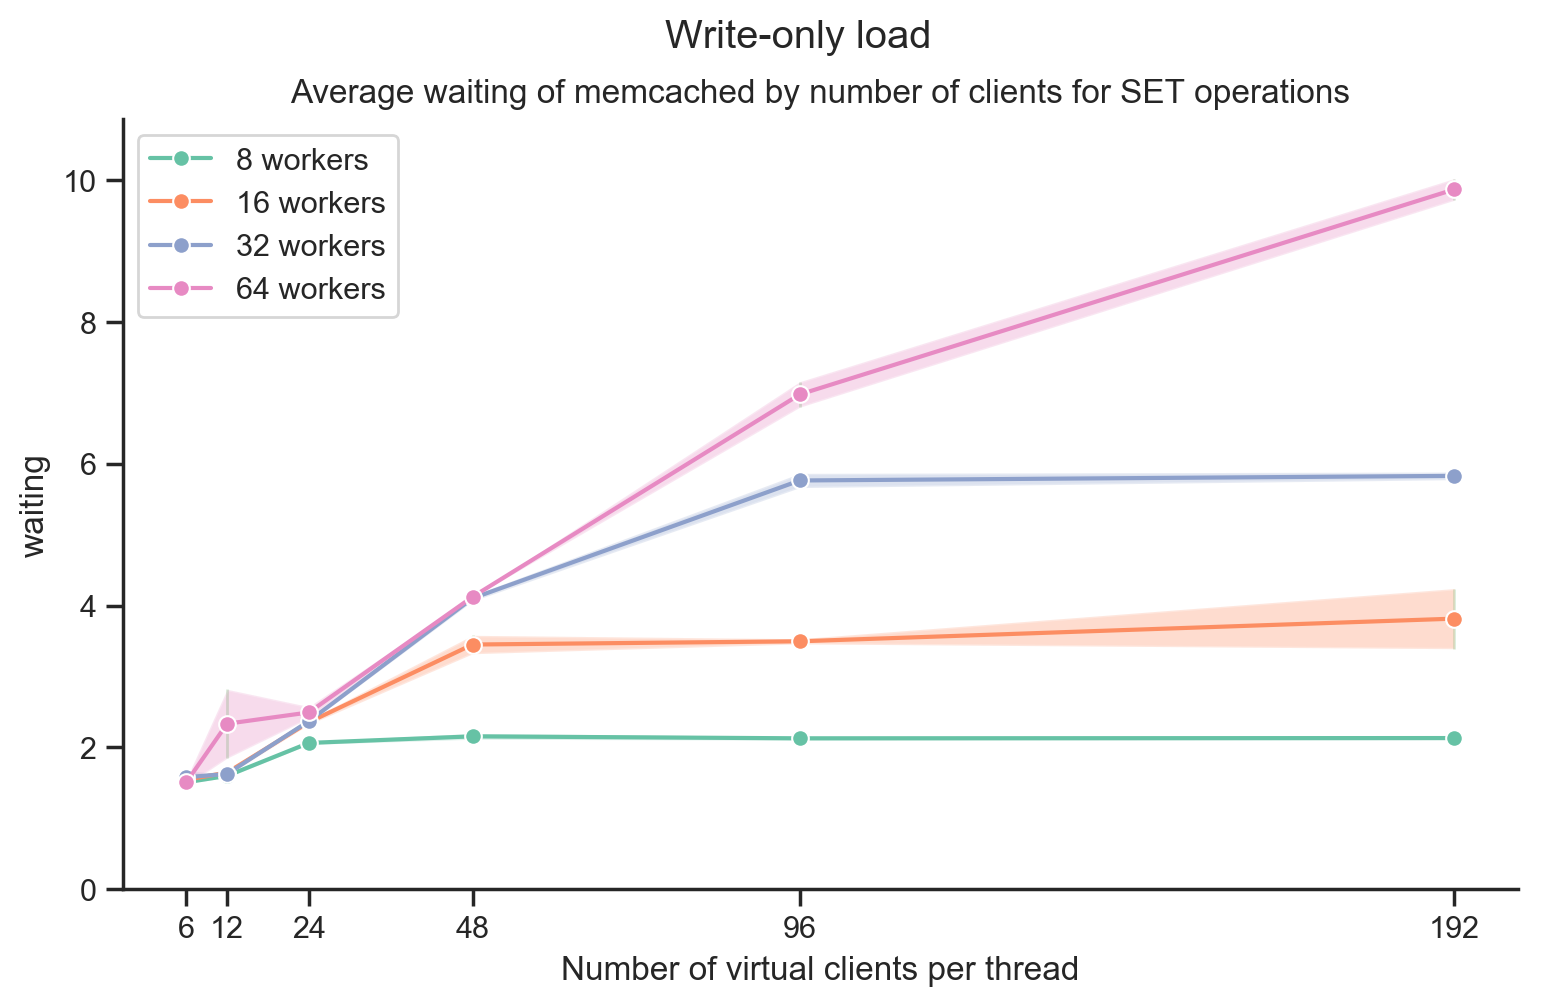 Write-only load
Average waiting of memcached by number of clients for SET operations
8 workers
16 workers
32 workers
64 workers
10
8
6
4
2
0
waiting
6 12 24 48 96 192
Number of virtual clients per thread